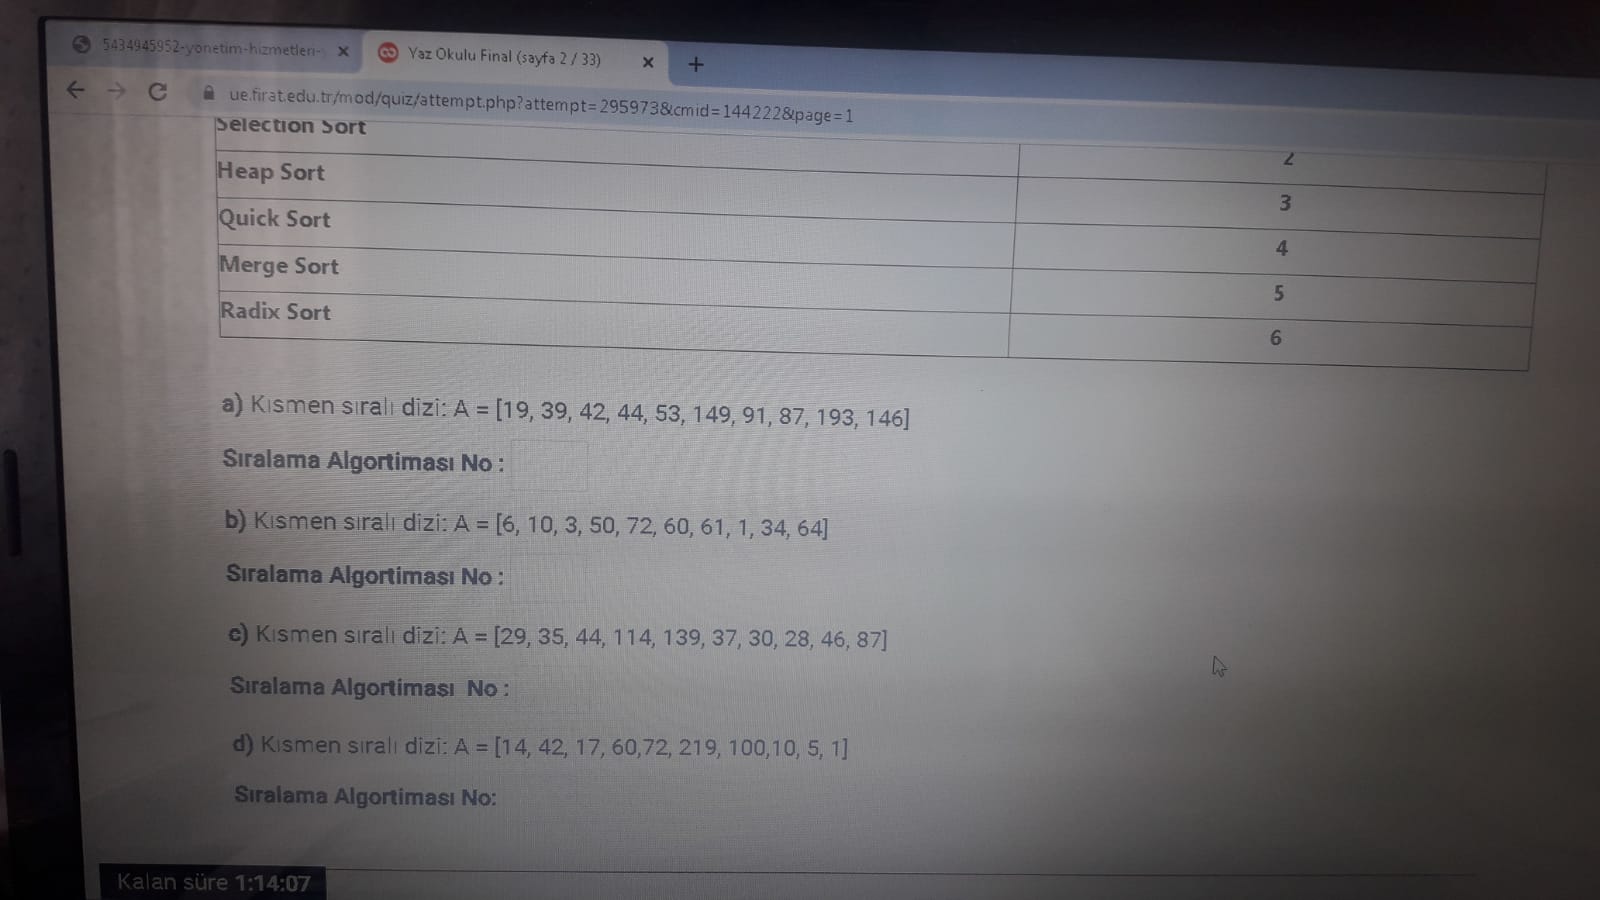 5434945952-yonetim-hizmetleri-
Yaz Okulu Final (sayfa 2 / 33)
ue.firat.edu.tr/mod/quiz/attempt.php?attempt=295973&cmid=144222&page=1
Selection Sort 2
Heap Sort 3
Quick Sort 4
Merge Sort 5
Radix Sort 6
a) Kısmen sıralı dizi: A = [19, 39, 42, 44, 53, 149, 91, 87, 193, 146]
Sıralama Algortiması No :
b) Kısmen sıralı dizi: A = [6, 10, 3, 50, 72, 60, 61, 1, 34, 64]
Sıralama Algortiması No :
c) Kısmen sıralı dizi: A = [29, 35, 44, 114, 139, 37, 30, 28, 46, 87]
Sıralama Algortiması No :
d) Kısmen sıralı dizi: A = [14, 42, 17, 60,72, 219, 100,10, 5, 1]
Sıralama Algortiması No:
Kalan süre 1:14:07